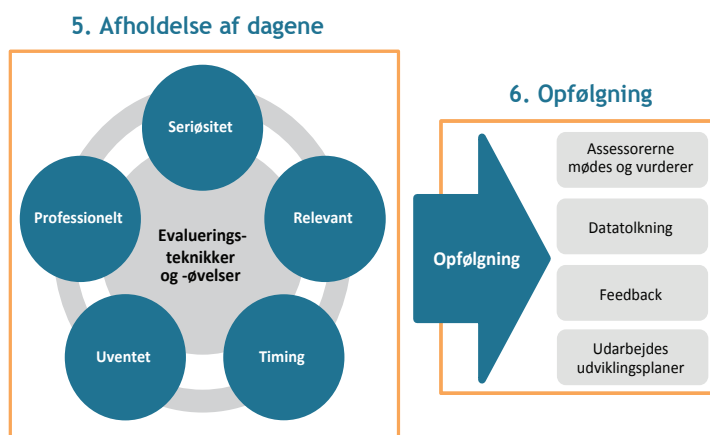 5. Afholdelse af dagene
Seriøsitet
Professionelt
Relevant
Evaluerings-
teknikker
og -øvelser
Uventet
Timing
6. Opfølgning
Opfølgning
Assessorerne
mødes og vurderer
Datatolkning
Feedback
Udarbejdes
udviklingsplaner